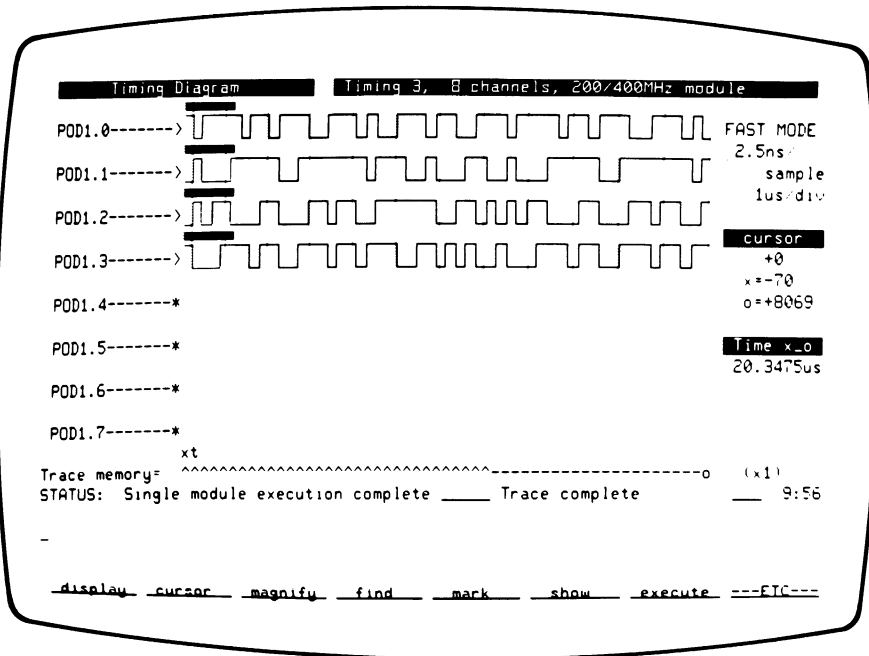 Timing Diagram Timing 3, 8 channels, 200/400MHz module
POD1.0-------> FAST MODE
2.5ns/
POD1.1-------> sample
1us/div
POD1.2------->
cursor
POD1.3-------> +0
x=-70
POD1.4-------* o=+8069
POD1.5-------* Time x_o
20.3475us
POD1.6-------*
POD1.7-------*
xt
Trace memory= ^^^^^^^^^^^^^^^^^^^^^^^^^^^^^^^^^----------------------o (x1)
STATUS: Single module execution complete _____ Trace complete ___ 9:56
_
display cursor magnify find mark show execute ---ETC---